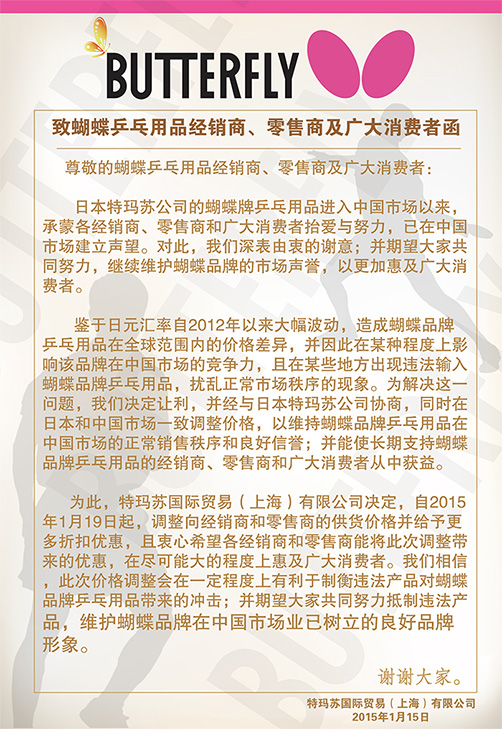 BUTTERFLY
致蝴蝶乒乓用品经销商、零售商及广大消费者函
尊敬的蝴蝶乒乓用品经销商、零售商及广大消费者：
日本特玛苏公司的蝴蝶牌乒乓用品进入中国市场以来，
承蒙各经销商、零售商和广大消费者抬爱与努力，已在中国
市场建立声望。对此，我们深表由衷的谢意；并期望大家共
同努力，继续维护蝴蝶品牌的市场声誉，以更加惠及广大消
费者。
鉴于日元汇率自2012年以来大幅波动，造成蝴蝶品牌
乒乓用品在全球范围内的价格差异，并因此在某种程度上影
响该品牌在中国市场的竞争力，且在某些地方出现违法输入
蝴蝶品牌乒乓用品，扰乱正常市场秩序的现象。为解决这一
问题，我们决定让利，并经与日本特玛苏公司协商，同时在
日本和中国市场一致调整价格，以维持蝴蝶品牌乒乓用品在
中国市场的正常销售秩序和良好信誉；并能使长期支持蝴蝶
品牌乒乓用品的经销商、零售商和广大消费者从中获益。
为此，特玛苏国际贸易（上海）有限公司决定，自2015
年1月19日起，调整向经销商和零售商的供货价格并给予更
多折扣优惠，且衷心希望各经销商和零售商能将此次调整带
来的优惠，在尽可能大的程度上惠及广大消费者。我们相信
，此次价格调整会在一定程度上有利于制衡违法产品对蝴蝶
品牌乒乓用品带来的冲击；并期望大家共同努力抵制违法产
品，维护蝴蝶品牌在中国市场业已树立的良好品牌
形象。
谢谢大家。
特玛苏国际贸易（上海）有限公司
2015年1月15日